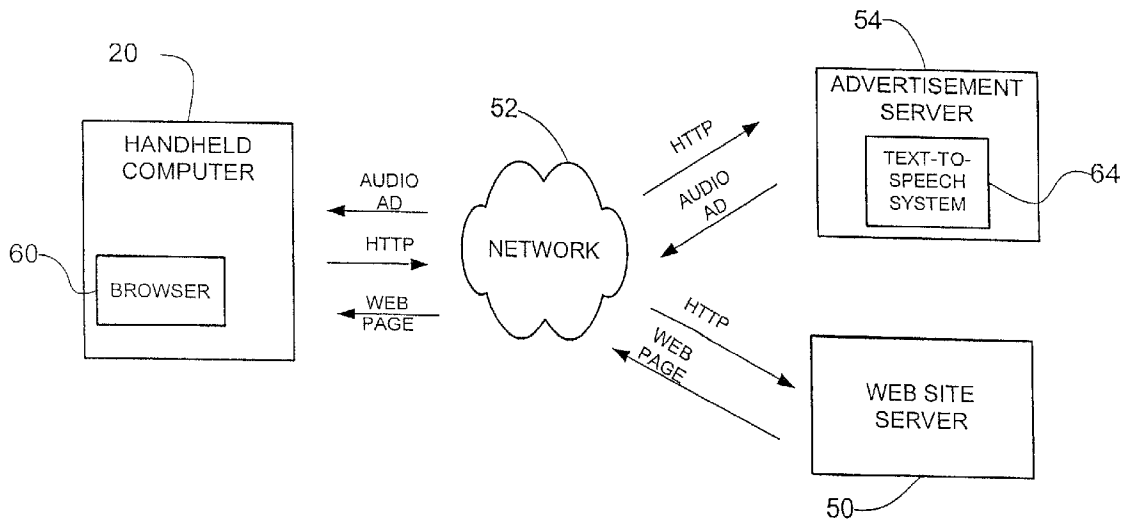 20
HANDHELD
COMPUTER
60
BROWSER
AUDIO
AD
HTTP
WEB
PAGE
52
NETWORK
HTTP
AUDIO
AD
HTTP
WEB
PAGE
54
ADVERTISEMENT
SERVER
TEXT-TO-
SPEECH
SYSTEM
64
WEB SITE
SERVER
50